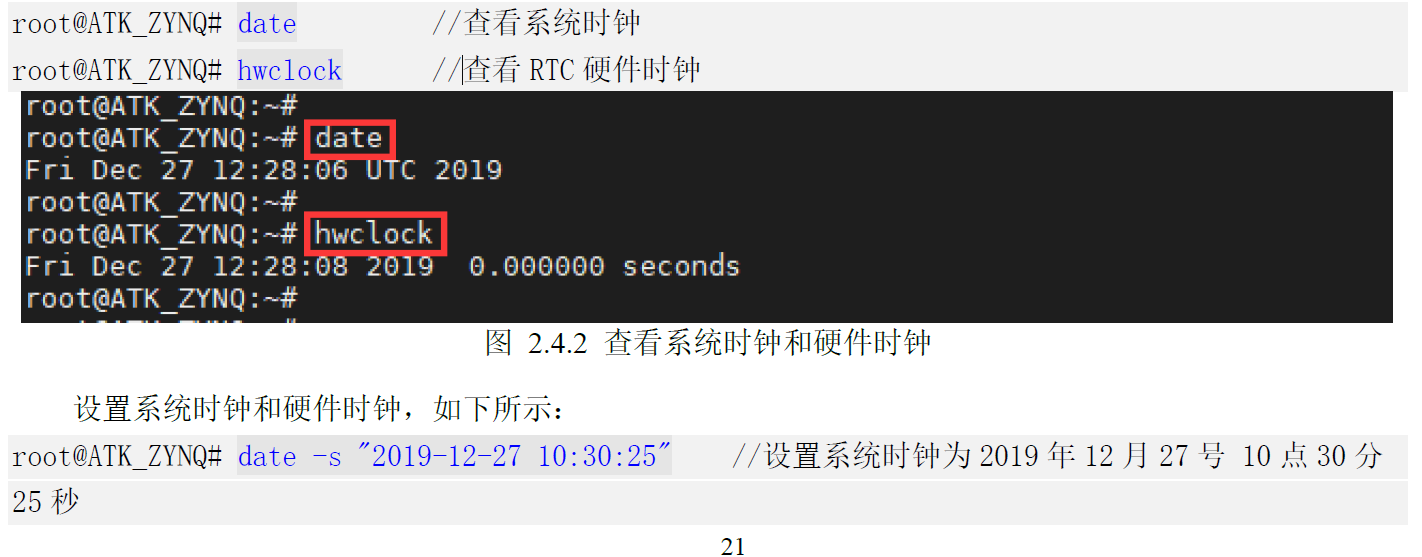 root@ATK_ZYNQ# date //查看系统时钟
root@ATK_ZYNQ# hwclock //查看 RTC 硬件时钟
root@ATK_ZYNQ:~#
root@ATK_ZYNQ:~# date
Fri Dec 27 12:28:06 UTC 2019
root@ATK_ZYNQ:~#
root@ATK_ZYNQ:~# hwclock
Fri Dec 27 12:28:08 2019  0.000000 seconds
root@ATK_ZYNQ:~#
图 2.4.2 查看系统时钟和硬件时钟
设置系统时钟和硬件时钟，如下所示：
root@ATK_ZYNQ# date -s "2019-12-27 10:30:25" //设置系统时钟为 2019 年 12 月 27 号 10 点 30 分
25 秒
21